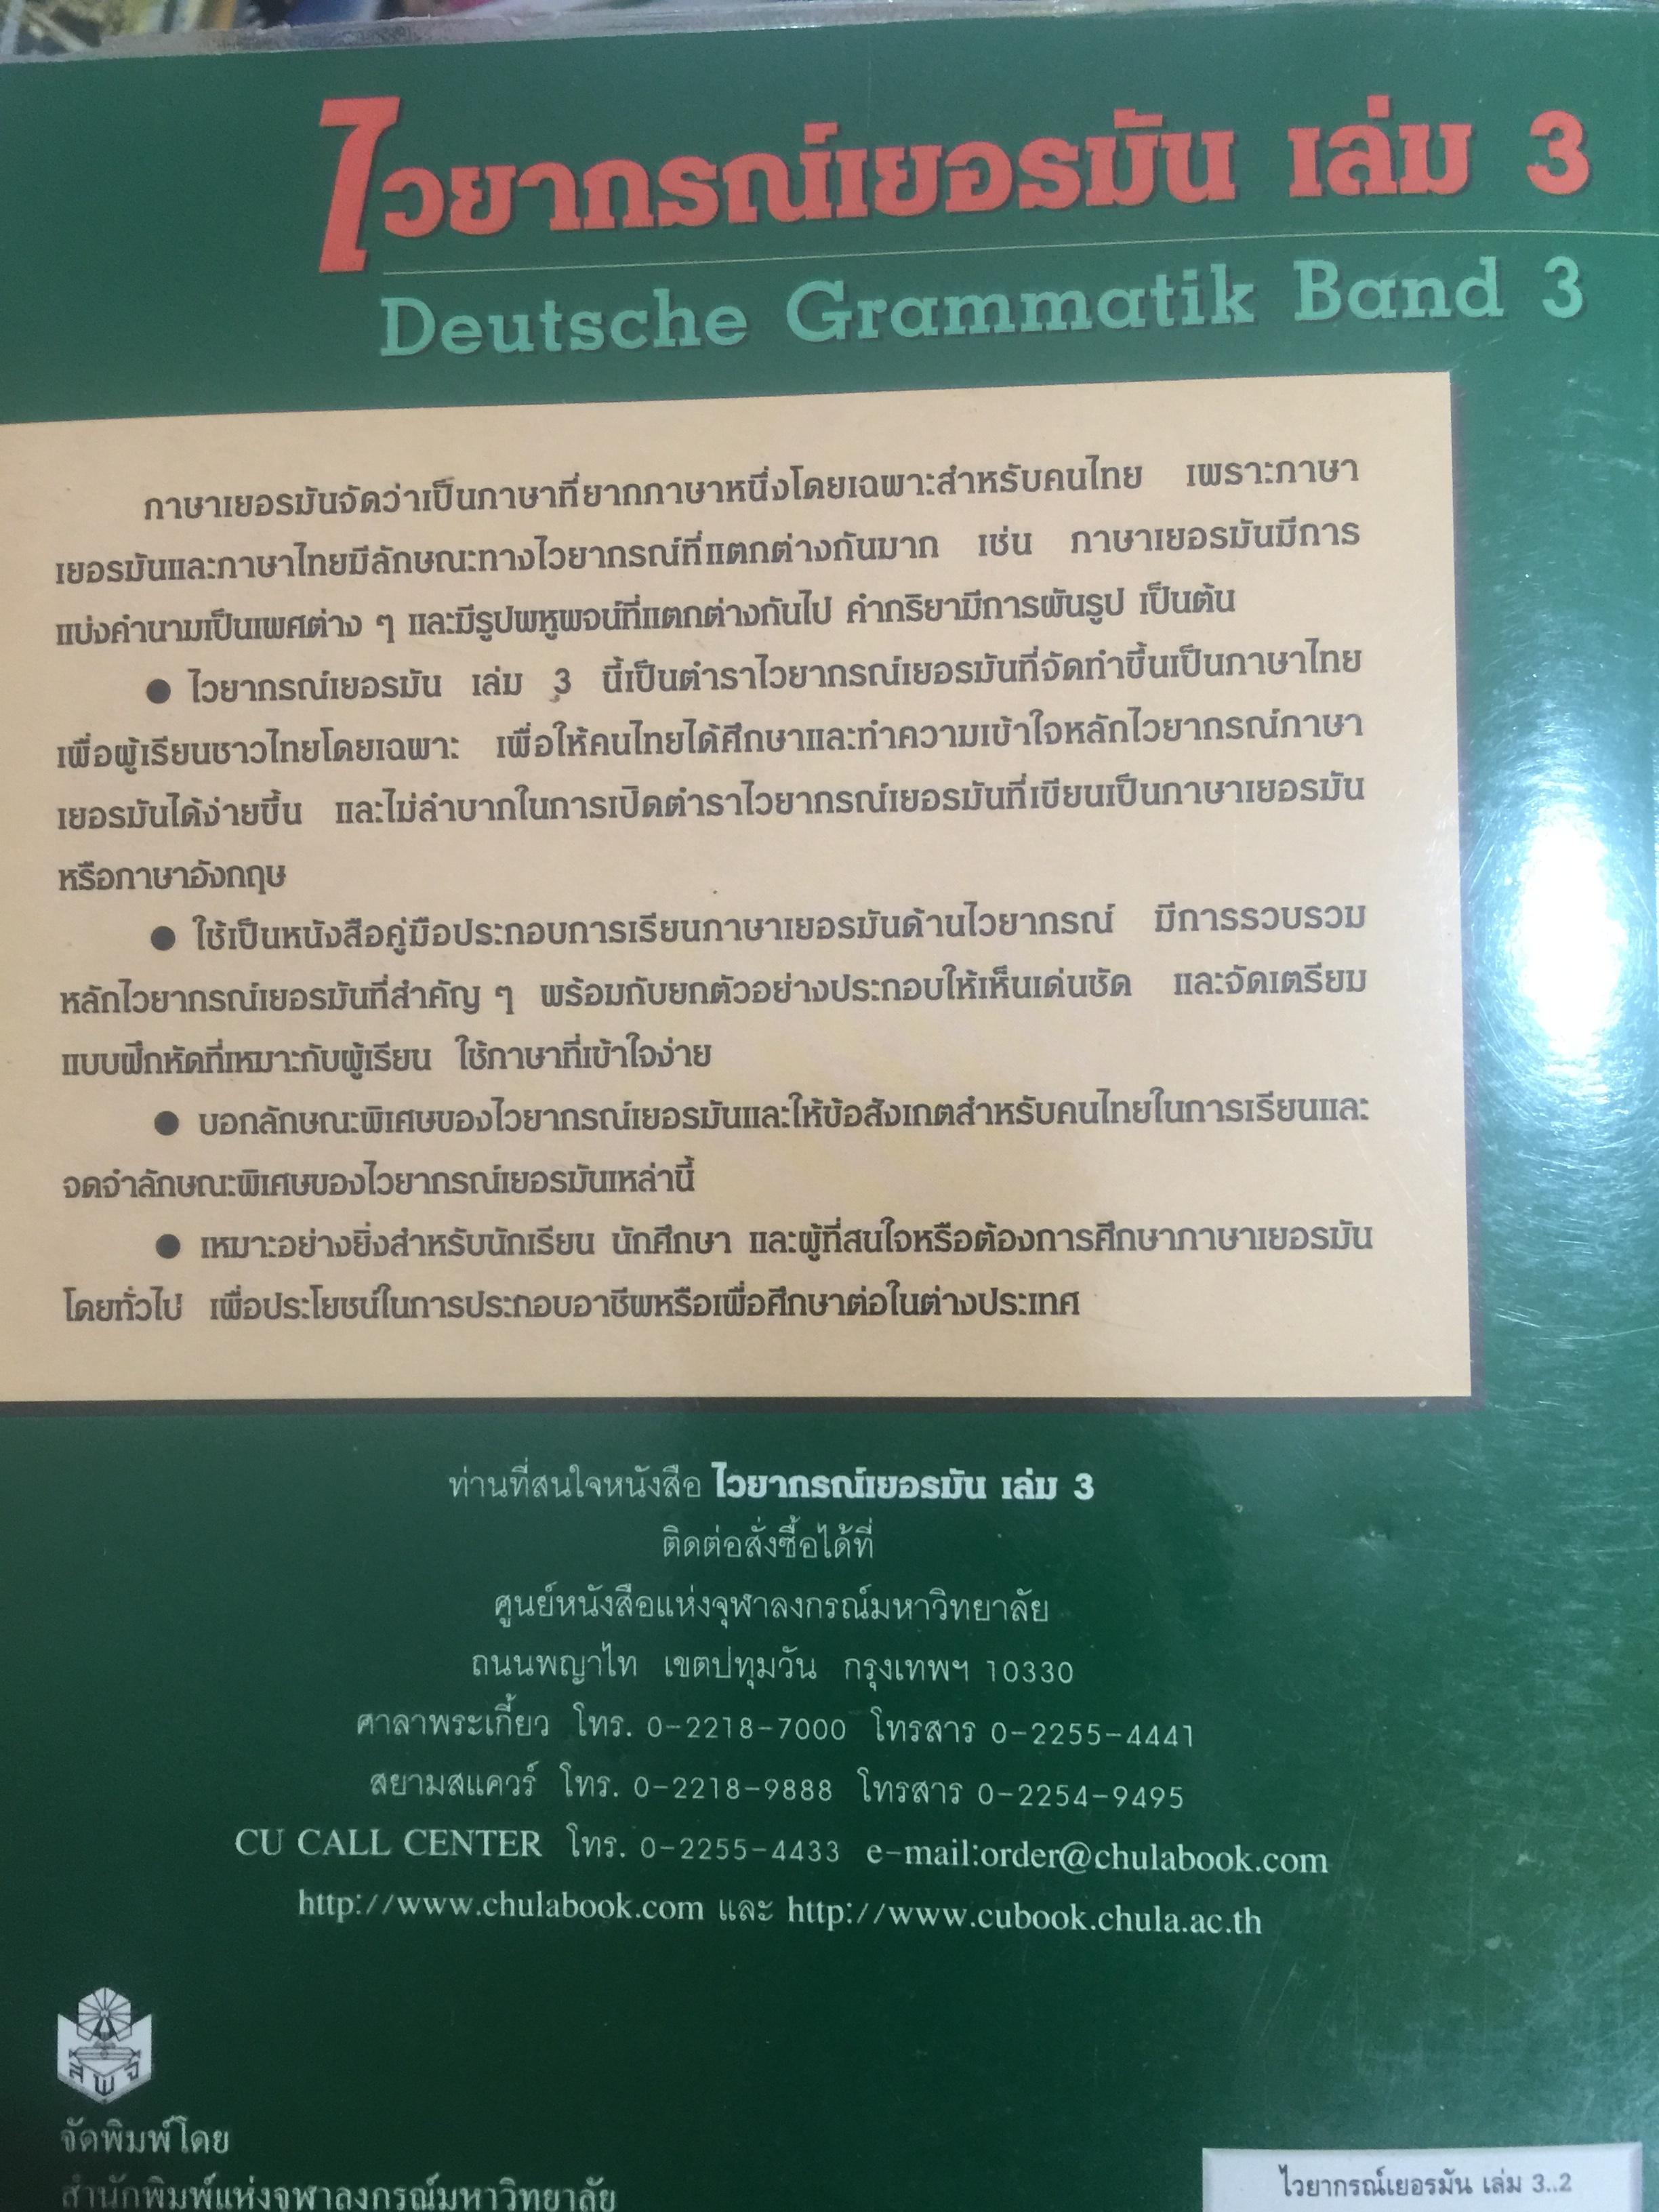 ไวยากรณ์เยอรมัน เล่ม 3
Deutsche Grammatik Band 3
ภาษาเยอรมันจัดว่าเป็นภาษาที่ยากภาษาหนึ่งโดยเฉพาะสำหรับคนไทย เพราะภาษา
เยอรมันและภาษาไทยมีลักษณะทางไวยากรณ์ที่แตกต่างกันมาก เช่น ภาษาเยอรมันมีการ
แบ่งคำนามเป็นเพศต่าง ๆ และมีรูปพหูพจน์ที่แตกต่างกันไป คำกริยามีการผันรูป เป็นต้น
● ไวยากรณ์เยอรมัน เล่ม 3 นี้เป็นตำราไวยากรณ์เยอรมันที่จัดทำขึ้นเป็นภาษาไทย
เพื่อผู้เรียนชาวไทยโดยเฉพาะ เพื่อให้คนไทยได้ศึกษาและทำความเข้าใจหลักไวยากรณ์ภาษา
เยอรมันได้ง่ายขึ้น และไม่ลำบากในการเปิดตำราไวยากรณ์เยอรมันที่เขียนเป็นภาษาเยอรมัน
หรือภาษาอังกฤษ
● ใช้เป็นหนังสือคู่มือประกอบการเรียนภาษาเยอรมันด้านไวยากรณ์ มีการรวบรวม
หลักไวยากรณ์เยอรมันที่สำคัญ ๆ พร้อมกับยกตัวอย่างประกอบให้เห็นเด่นชัด และจัดเตรียม
แบบฝึกหัดที่เหมาะกับผู้เรียน ใช้ภาษาที่เข้าใจง่าย
● บอกลักษณะพิเศษของไวยากรณ์เยอรมันและให้ข้อสังเกตสำหรับคนไทยในการเรียนและ
จดจำลักษณะพิเศษของไวยากรณ์เยอรมันเหล่านี้
● เหมาะอย่างยิ่งสำหรับนักเรียน นักศึกษา และผู้ที่สนใจหรือต้องการศึกษาภาษาเยอรมัน
โดยทั่วไป เพื่อประโยชน์ในการประกอบอาชีพหรือเพื่อศึกษาต่อในต่างประเทศ
ท่านที่สนใจหนังสือ ไวยากรณ์เยอรมัน เล่ม 3
ติดต่อสั่งซื้อได้ที่
ศูนย์หนังสือแห่งจุฬาลงกรณ์มหาวิทยาลัย
ถนนพญาไท เขตปทุมวัน กรุงเทพฯ 10330
ศาลาพระเกี้ยว โทร. 0-2218-7000 โทรสาร 0-2255-4441
สยามสแควร์ โทร. 0-2218-9888 โทรสาร 0-2254-9495
CU CALL CENTER โทร. 0-2255-4433 e-mail:order@chulabook.com
http://www.chulabook.com และ http://www.cubook.chula.ac.th
ส พ จ
จัดพิมพ์โดย
สำนักพิมพ์แห่งจุฬาลงกรณ์มหาวิทยาลัย
ไวยากรณ์เยอรมัน เล่ม 3..2